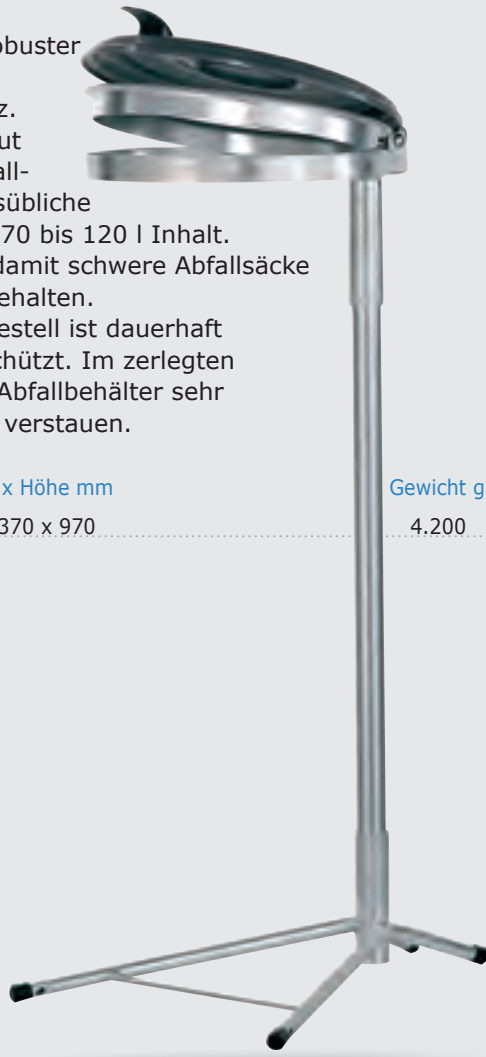 obuster
z.
ut
all-
sübliche
70 bis 120 l Inhalt.
damit schwere Abfallsäcke
ehalten.
estell ist dauerhaft
chützt. Im zerlegten
Abfallbehälter sehr
verstauen.
x Höhe mm Gewicht g
370 x 970 4.200